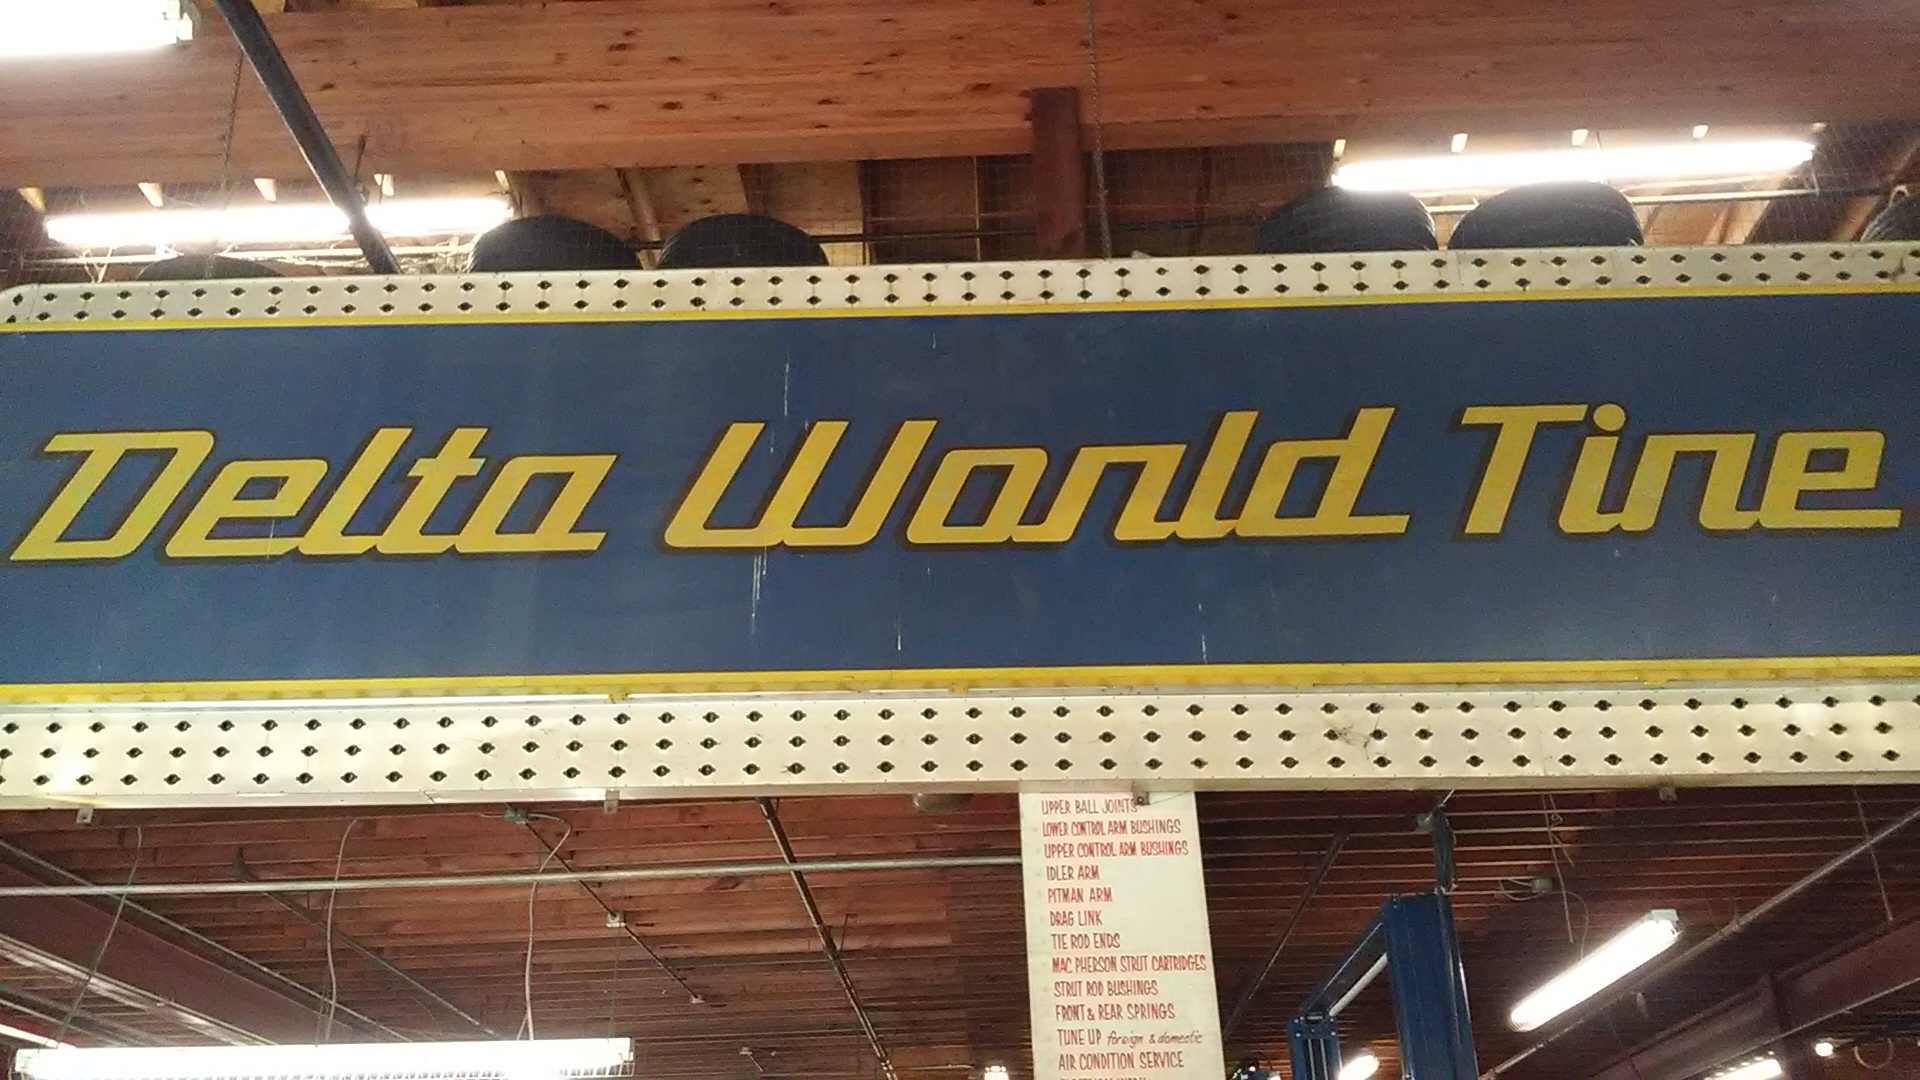 Delta World Tire
UPPER BALL JOINTS
LOWER CONTROL ARM BUSHINGS
UPPER CONTROL ARM BUSHINGS
IDLER ARM
PITMAN ARM
DRAG LINK
TIE ROD ENDS
MAC PHERSON STRUT CARTRIDGES
STRUT ROD BUSHINGS
FRONT & REAR SPRINGS
TUNE UP foreign & domestic
AIR CONDITION SERVICE